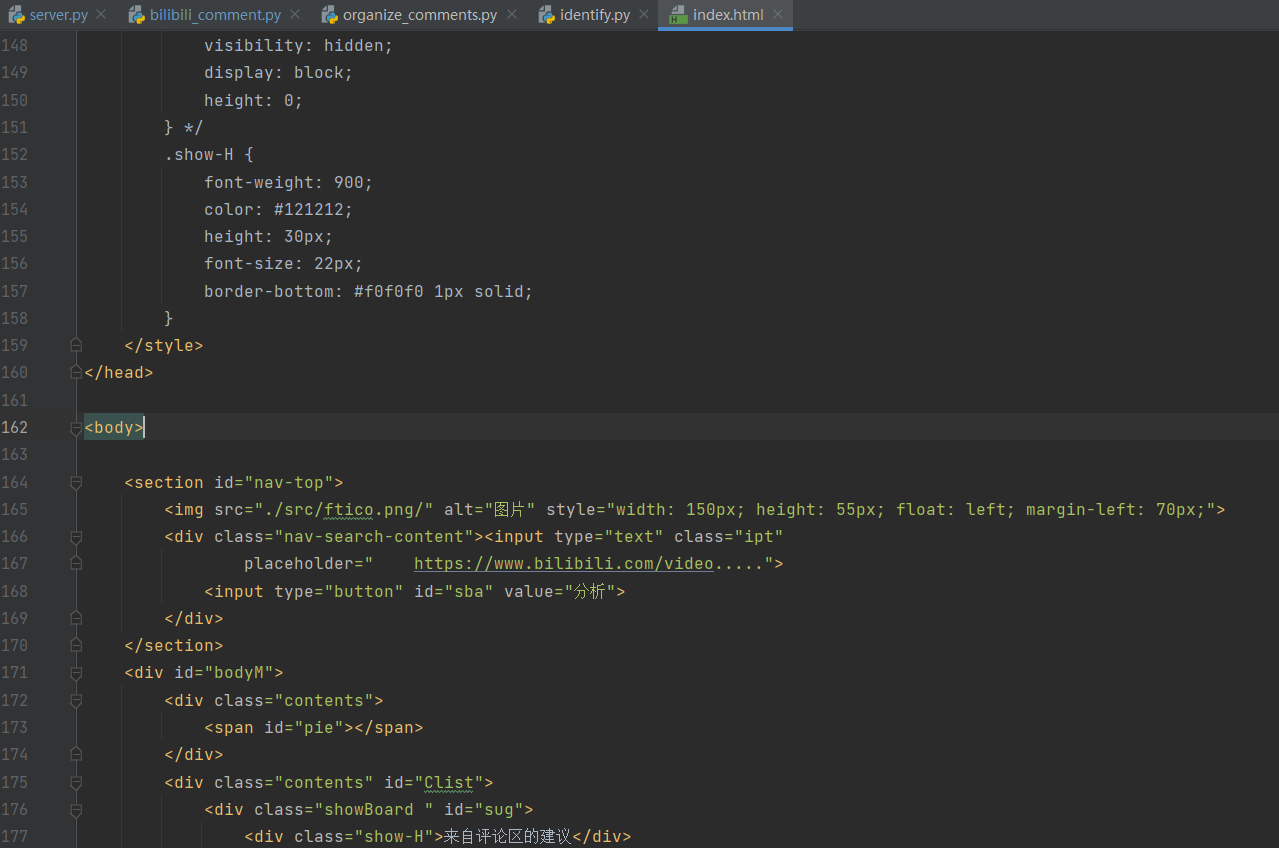 server.py bilibili_comment.py organize_comments.py identify.py index.html
148 visibility: hidden;
149 display: block;
150 height: 0;
151 } */
152 .show-H {
153 font-weight: 900;
154 color: #121212;
155 height: 30px;
156 font-size: 22px;
157 border-bottom: #f0f0f0 1px solid;
158 }
159 </style>
160 </head>
161
162 <body>
163
164 <section id="nav-top">
165 <img src="./src/ftico.png/" alt="图片" style="width: 150px; height: 55px; float: left; margin-left: 70px;">
166 <div class="nav-search-content"><input type="text" class="ipt"
167 placeholder="    https://www.bilibili.com/video.....">
168 <input type="button" id="sba" value="分析">
169 </div>
170 </section>
171 <div id="bodyM">
172 <div class="contents">
173 <span id="pie"></span>
174 </div>
175 <div class="contents" id="Clist">
176 <div class="showBoard " id="sug">
177 <div class="show-H">来自评论区的建议</div>